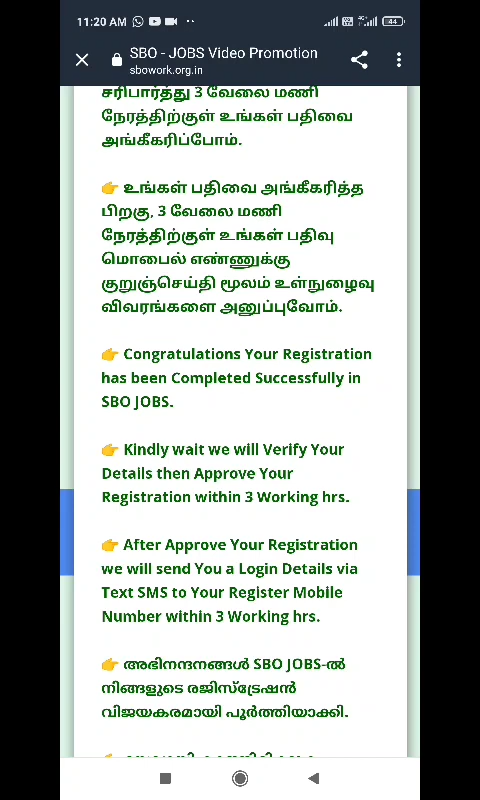 11:20 AM
44
SBO - JOBS Video Promotion
sbowork.org.in
சரிபார்த்து 3 வேலை மணி
நேரத்திற்குள் உங்கள் பதிவை
அங்கீகரிப்போம்.
👉 உங்கள் பதிவை அங்கீகரித்த
பிறகு, 3 வேலை மணி
நேரத்திற்குள் உங்கள் பதிவு
மொபைல் எண்ணுக்கு
குறுஞ்செய்தி மூலம் உள்நுழைவு
விவரங்களை அனுப்புவோம்.
👉 Congratulations Your Registration
has been Completed Successfully in
SBO JOBS.
👉 Kindly wait we will Verify Your
Details then Approve Your
Registration within 3 Working hrs.
👉 After Approve Your Registration
we will send You a Login Details via
Text SMS to Your Register Mobile
Number within 3 Working hrs.
👉 അഭിനന്ദനങ്ങൾ SBO JOBS-ൽ
നിങ്ങളുടെ രജിസ്ട്രേഷൻ
വിജയകരമായി പൂർത്തിയാക്കി.